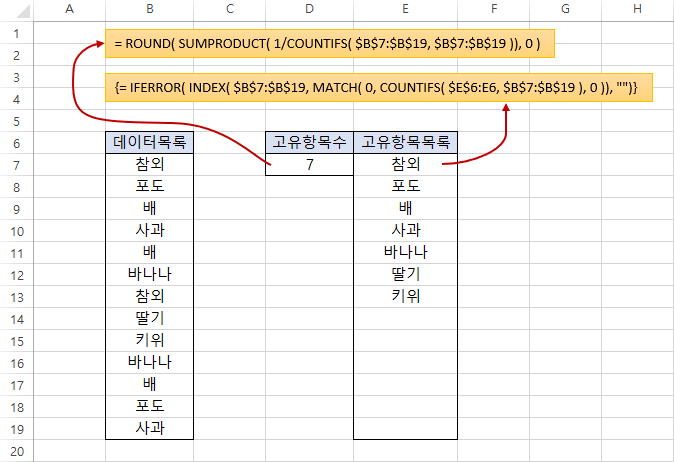 A B C D E F G H
1
= ROUND( SUMPRODUCT( 1/COUNTIFS( $B$7:$B$19, $B$7:$B$19 )), 0 )
2
3
{= IFERROR( INDEX( $B$7:$B$19, MATCH( 0, COUNTIFS( $E$6:E6, $B$7:$B$19 ), 0 )), "")}
4
5
6 데이터목록 고유항목수 고유항목목록
7 참외 7 참외
8 포도 포도
9 배 배
10 사과 사과
11 배 바나나
12 바나나 딸기
13 참외 키위
14 딸기
15 키위
16 바나나
17 배
18 포도
19 사과
20